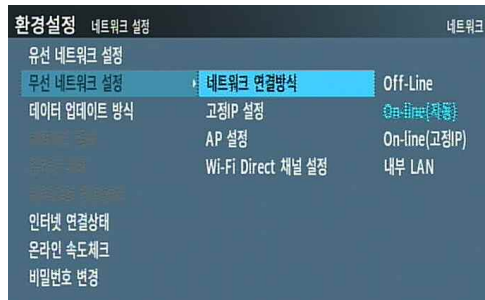 환경설정 네트워크 설정 네트워크
유선 네트워크 설정
무선 네트워크 설정 네트워크 연결방식 Off-Line
데이터 업데이트 방식 고정IP 설정 On-line(자동)
AP 설정 On-line(고정IP)
Wi-Fi Direct 채널 설정 내부 LAN
인터넷 연결상태
온라인 속도체크
비밀번호 변경